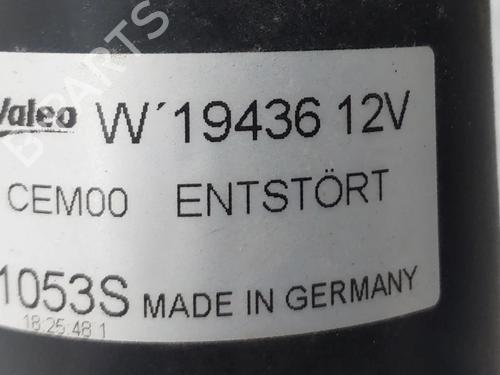 Valeo W´19436 12V
CEM00 ENTSTÖRT
1053S MADE IN GERMANY
18:25:48 1